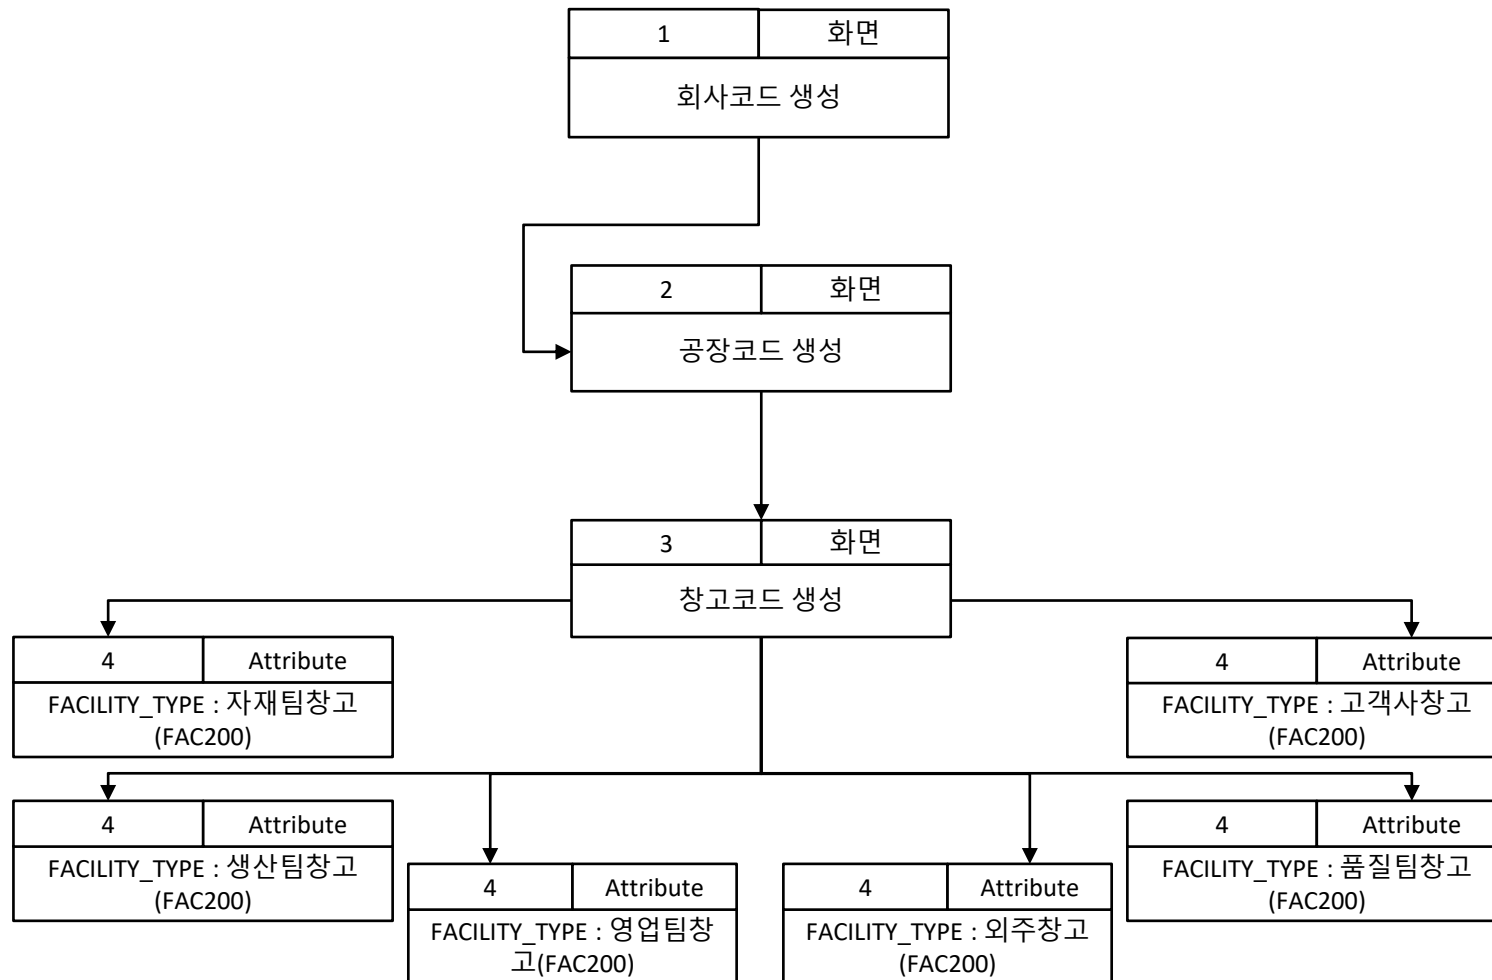 1 화면
회사코드 생성
2 화면
공장코드 생성
3 화면
창고코드 생성
4 Attribute
FACILITY_TYPE : 자재팀창고
(FAC200)
4 Attribute
FACILITY_TYPE : 고객사창고
(FAC200)
4 Attribute
FACILITY_TYPE : 생산팀창고
(FAC200)
4 Attribute
FACILITY_TYPE : 영업팀창
고(FAC200)
4 Attribute
FACILITY_TYPE : 외주창고
(FAC200)
4 Attribute
FACILITY_TYPE : 품질팀창고
(FAC200)